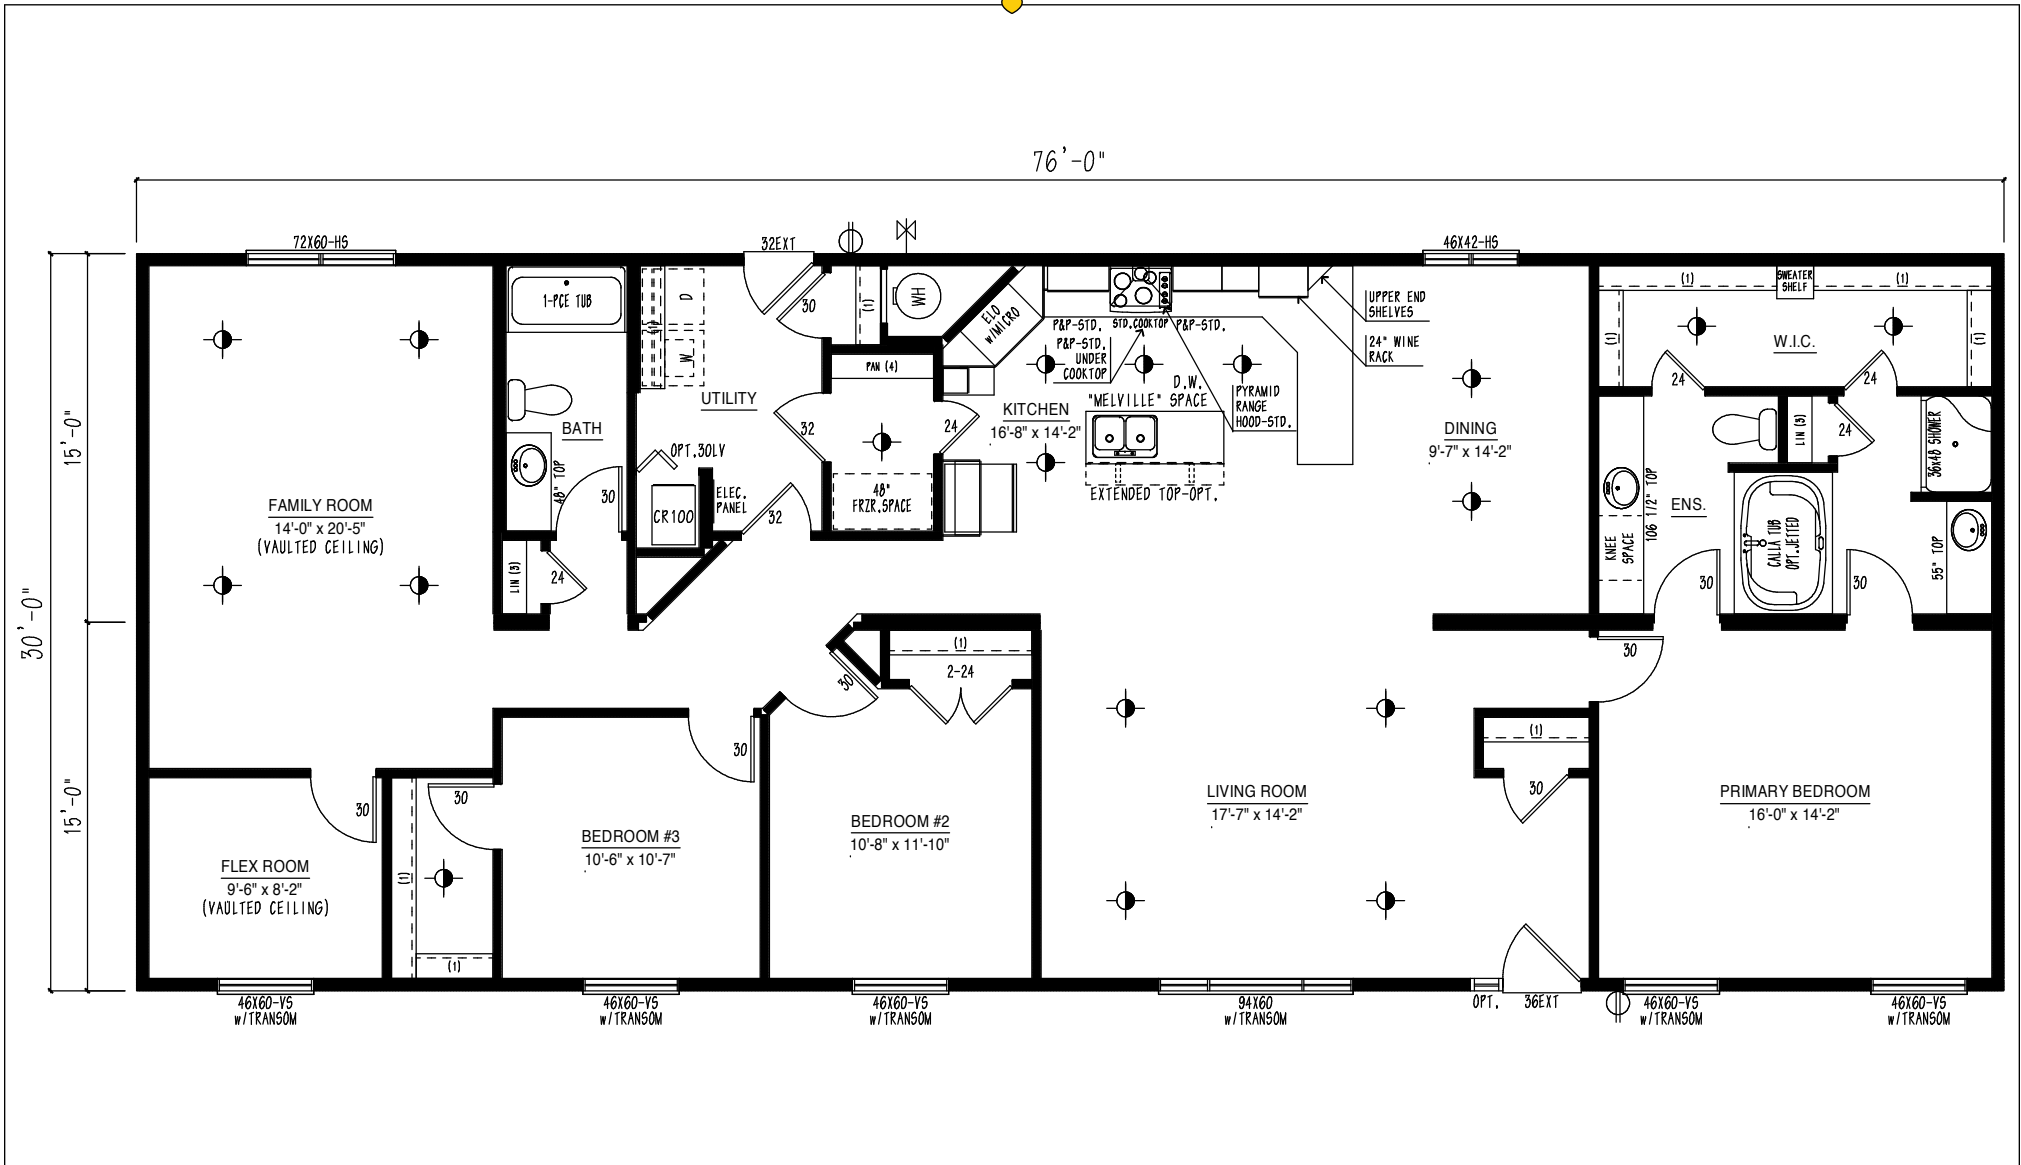 76'-0"
72X60-HS
32EXT
46X42-HS
30'-0"
15'-0"
15'-0"
1-PCE TUB
BATH
48" TOP
30
LIN (3)
24
FAMILY ROOM
14'-0" x 20'-5"
(VAULTED CEILING)
D
W
(1)
UTILITY
OPT.30LV
ELEC.
PANEL
CR100
32
30
(1)
WH
PAN (4)
32
24
48"
FRZR.SPACE
ELO
w/MICRO
P&P-STD.
STD.COOKTOP
P&P-STD.
P&P-STD.
UNDER
COOKTOP
D.W.
"MELVILLE" SPACE
KITCHEN
16'-8" x 14'-2"
EXTENDED TOP-OPT.
PYRAMID
RANGE
HOOD-STD.
UPPER END
SHELVES
24" WINE
RACK
DINING
9'-7" x 14'-2"
(1)
SWEATER
SHELF
(1)
(1)
(1)
W.I.C.
24
24
LIN (3)
24
36x48 SHOWER
106 1/2" TOP
KNEE
SPACE
ENS.
CALLA TUB
OPT.JETTED
55" TOP
30
30
30
(1)
2-24
30
30
30
30
FLEX ROOM
9'-6" x 8'-2"
(VAULTED CEILING)
(1)
(1)
BEDROOM #3
10'-6" x 10'-7"
BEDROOM #2
10'-8" x 11'-10"
LIVING ROOM
17'-7" x 14'-2"
(1)
30
PRIMARY BEDROOM
16'-0" x 14'-2"
46X60-VS
w/TRANSOM
46X60-VS
w/TRANSOM
46X60-VS
w/TRANSOM
94X60
w/TRANSOM
OPT.
36EXT
46X60-VS
w/TRANSOM
46X60-VS
w/TRANSOM